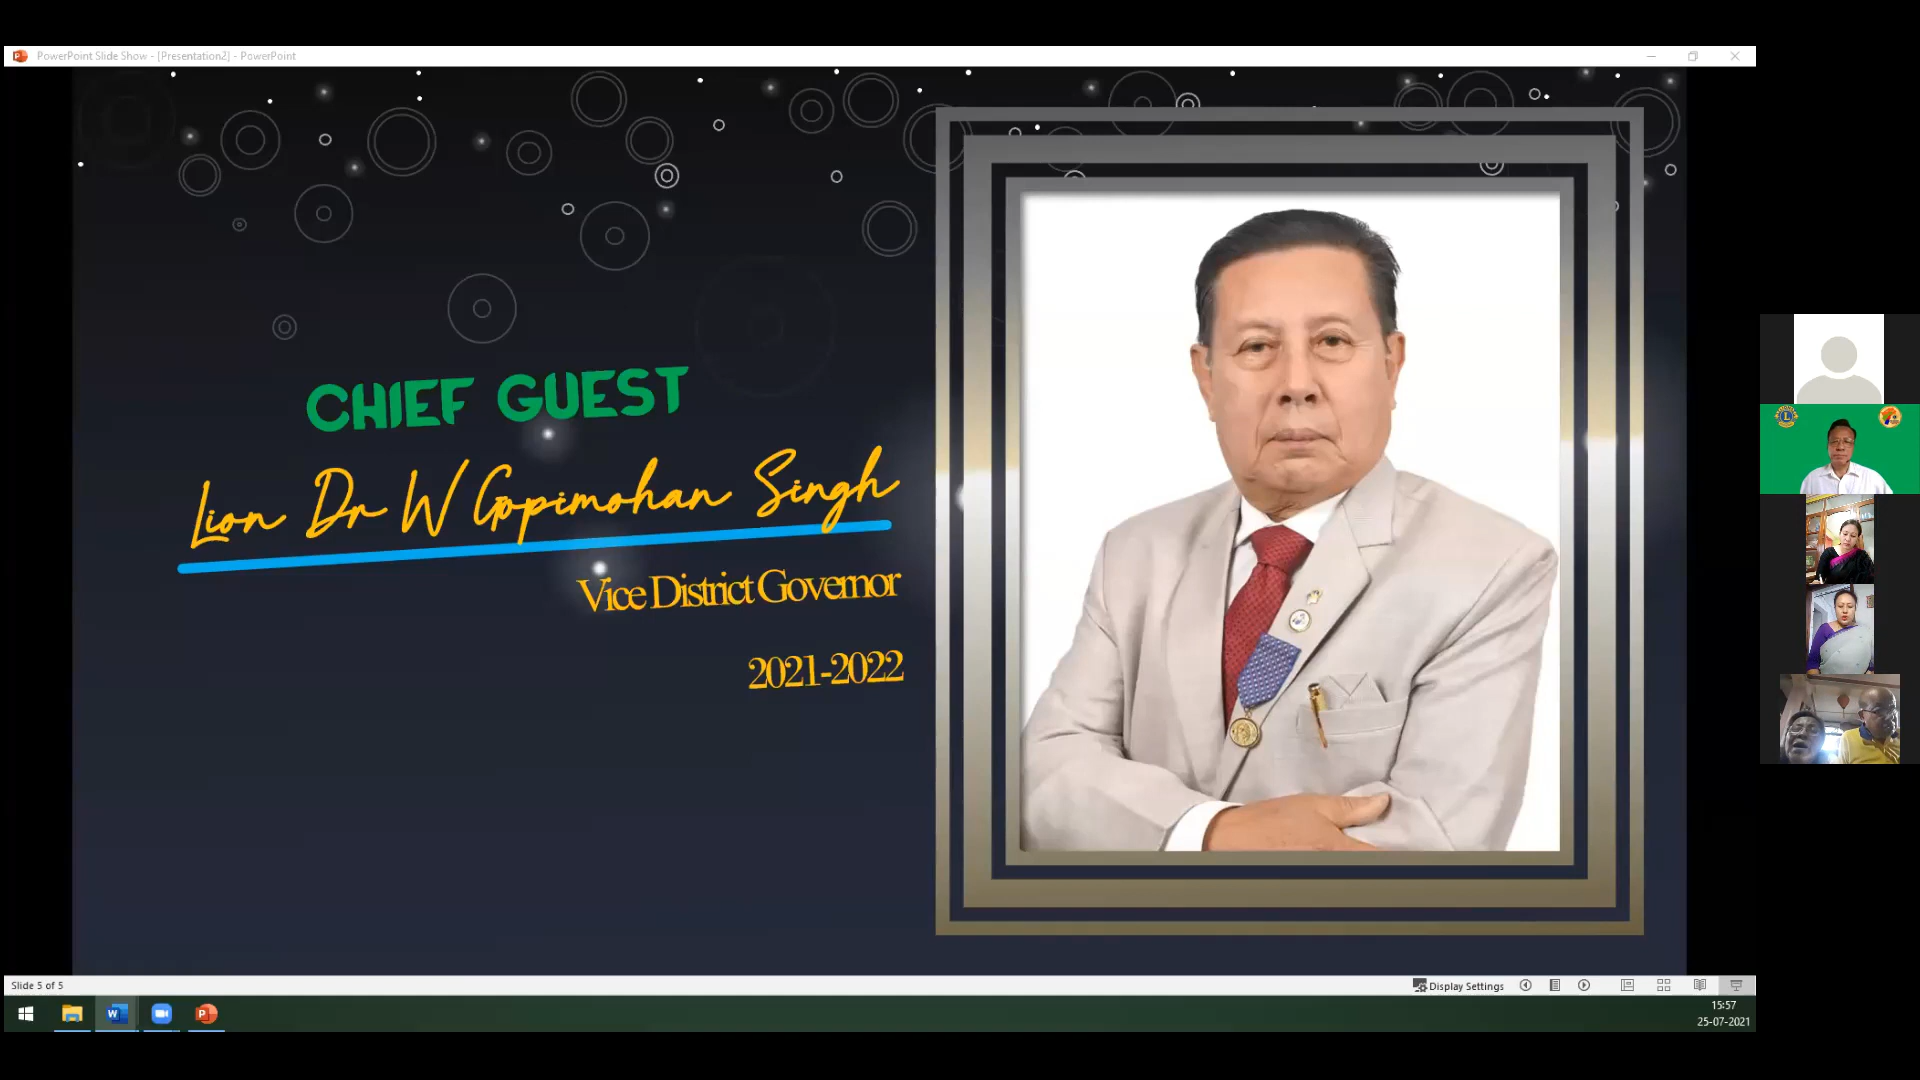 PowerPoint Slide Show - [Presentation2] - PowerPoint
CHIEF GUEST
Lion Dr W Gopimohan Singh
Vice District Governor
2021-2022
Slide 5 of 5
Display Settings
15:57
25-07-2021